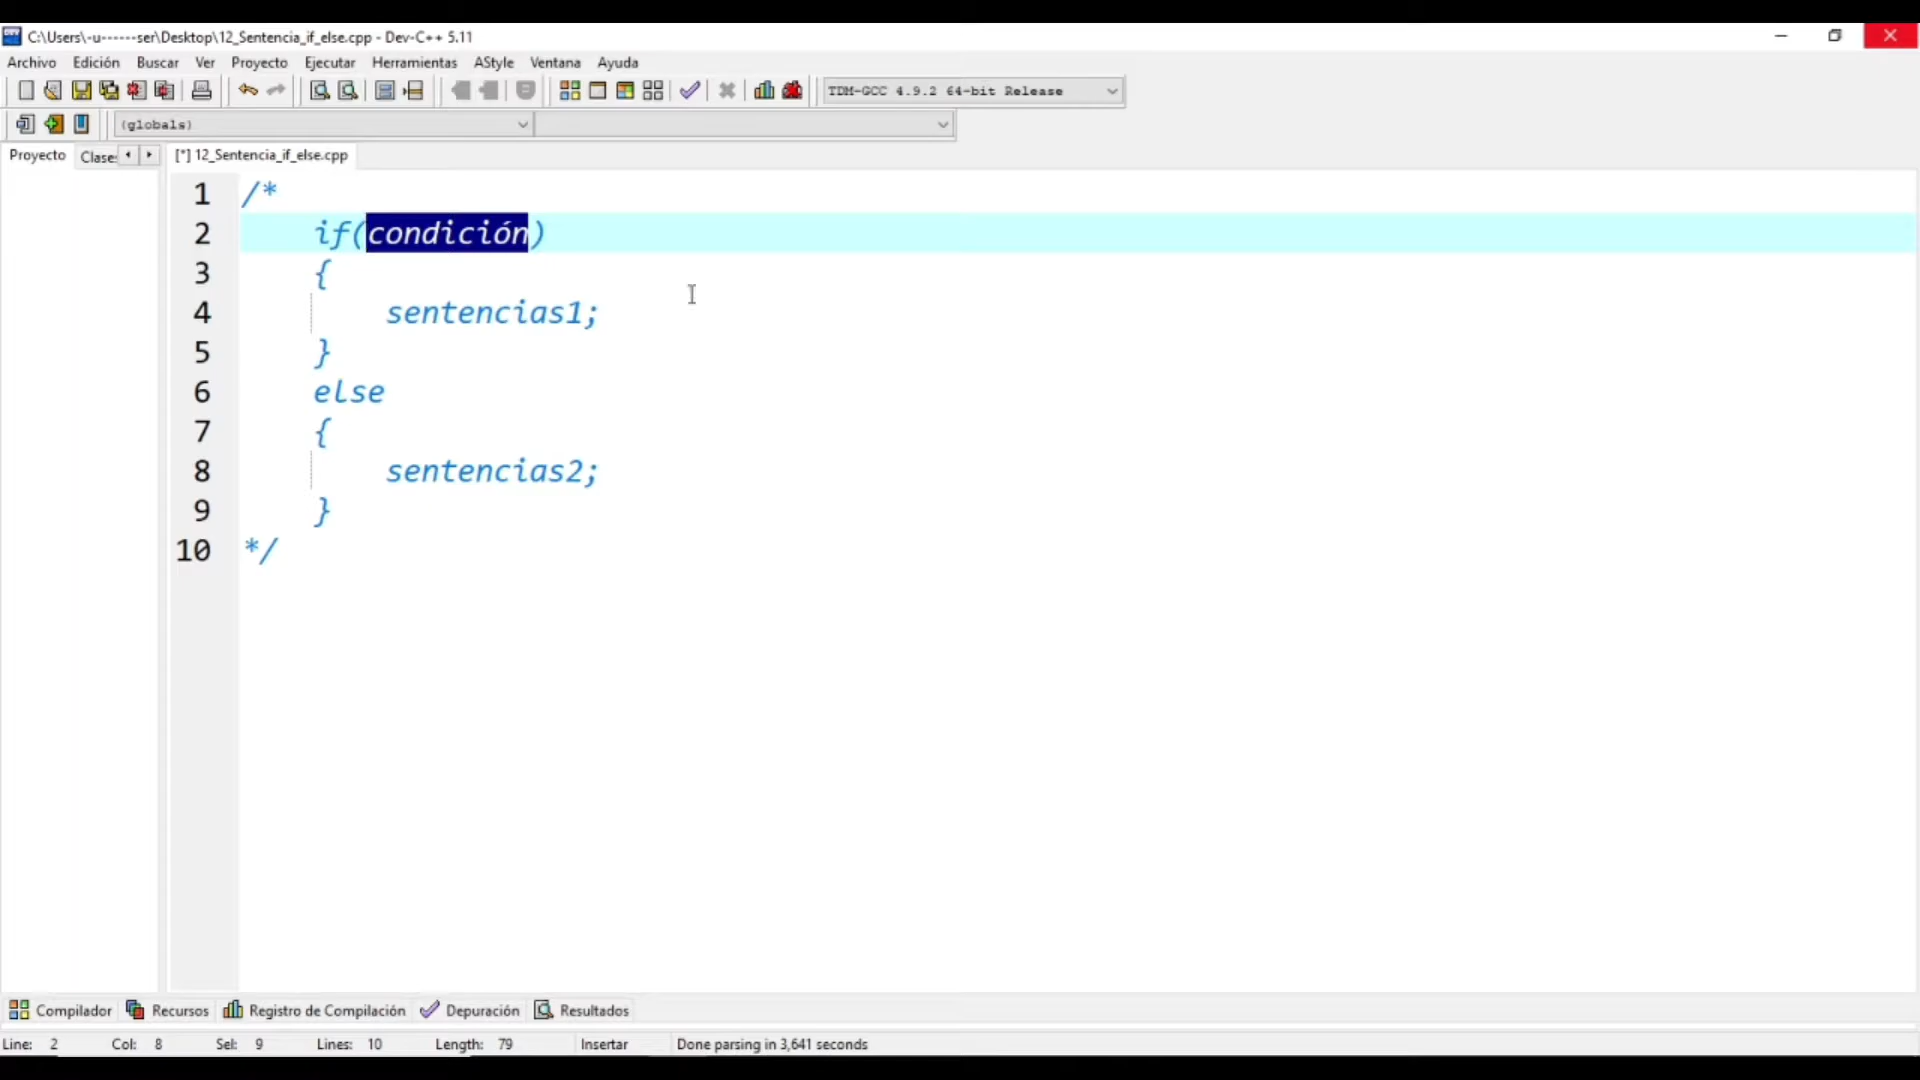 C:\Users\-u------ser\Desktop\12_Sentencia_if_else.cpp - Dev-C++ 5.11
Archivo Edición Buscar Ver Proyecto Ejecutar Herramientas AStyle Ventana Ayuda
TDM-GCC 4.9.2 64-bit Release
(globals)
Proyecto Clases [*] 12_Sentencia_if_else.cpp
1 /*
2 if(condición)
3 {
4 sentencias1;
5 }
6 else
7 {
8 sentencias2;
9 }
10 */
Compilador Recursos Registro de Compilación Depuración Resultados
Line: 2 Col: 8 Sel: 9 Lines: 10 Length: 79 Insertar Done parsing in 3,641 seconds